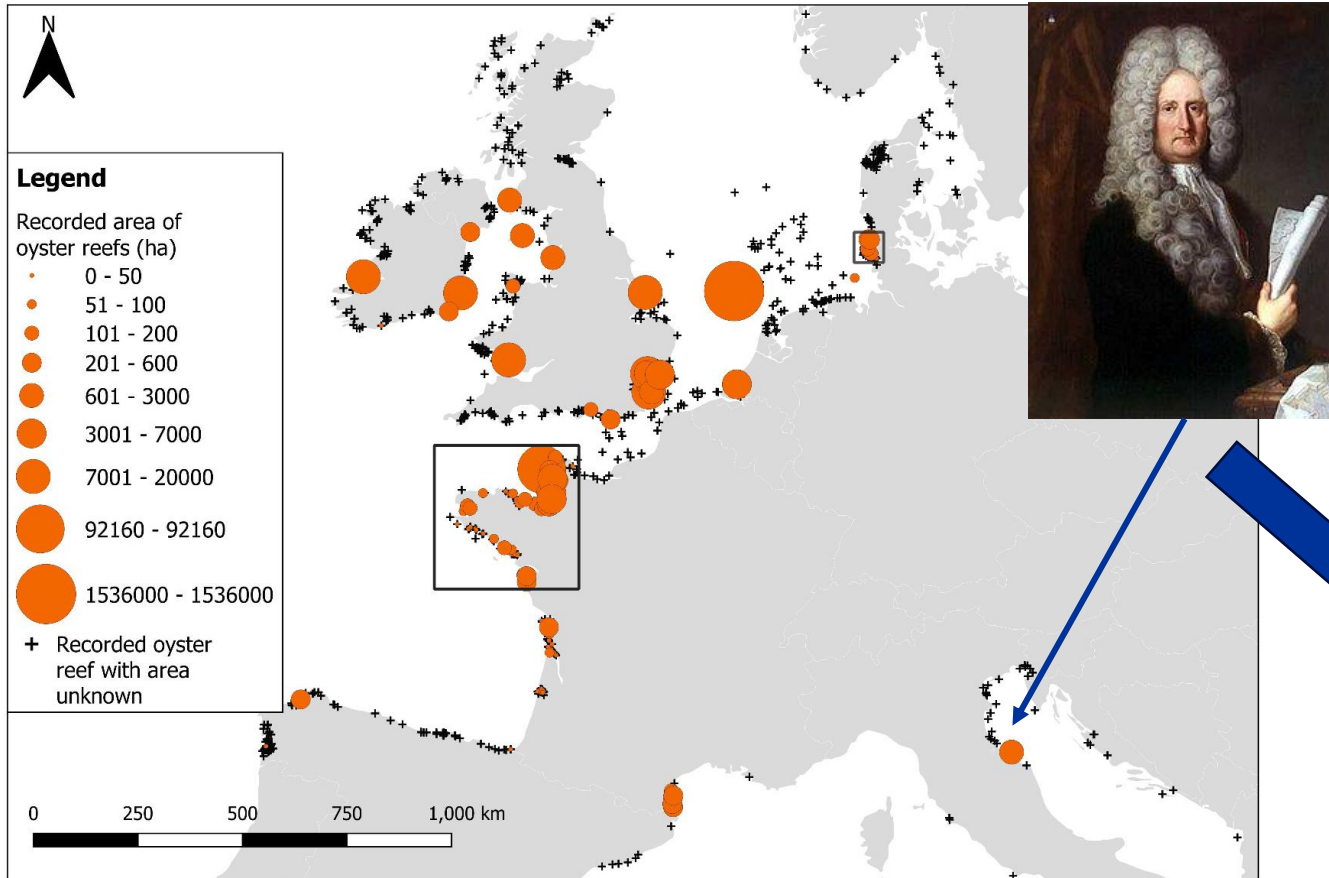 N
Legend
Recorded area of
oyster reefs (ha)
0 - 50
51 - 100
101 - 200
201 - 600
601 - 3000
3001 - 7000
7001 - 20000
92160 - 92160
1536000 - 1536000
Recorded oyster
reef with area
unknown
0 250 500 750 1,000 km